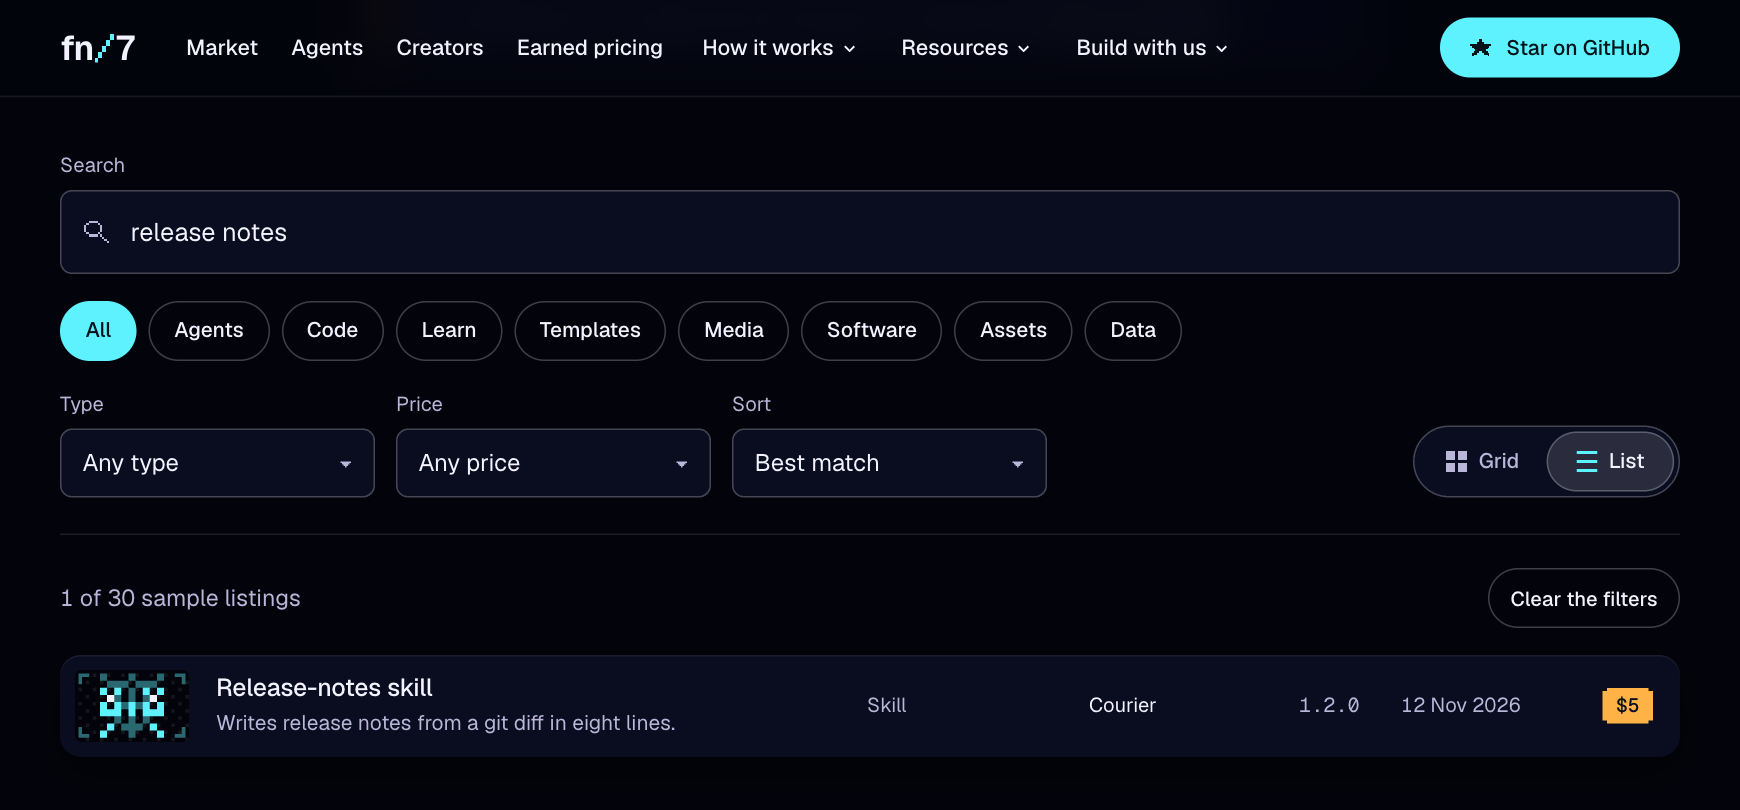 fn/7 Market Agents Creators Earned pricing How it works Resources Build with us Star on GitHub
Search
release notes
All Agents Code Learn Templates Media Software Assets Data
Type Price Sort
Any type Any price Best match Grid List
1 of 30 sample listings Clear the filters
Release-notes skill
Writes release notes from a git diff in eight lines.
Skill Courier 1.2.0 12 Nov 2026 $5